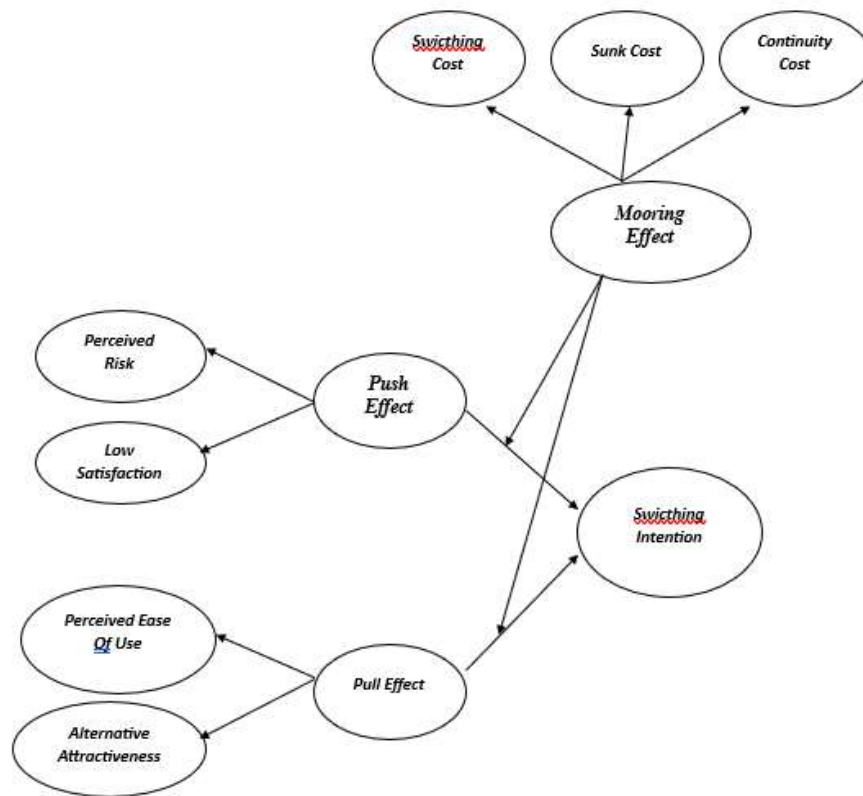 Swicthing
Cost
Sunk Cost
Continuity
Cost
Mooring
Effect
Perceived
Risk
Push
Effect
Low
Satisfaction
Swicthing
Intention
Perceived Ease
Of Use
Pull Effect
Alternative
Attractiveness